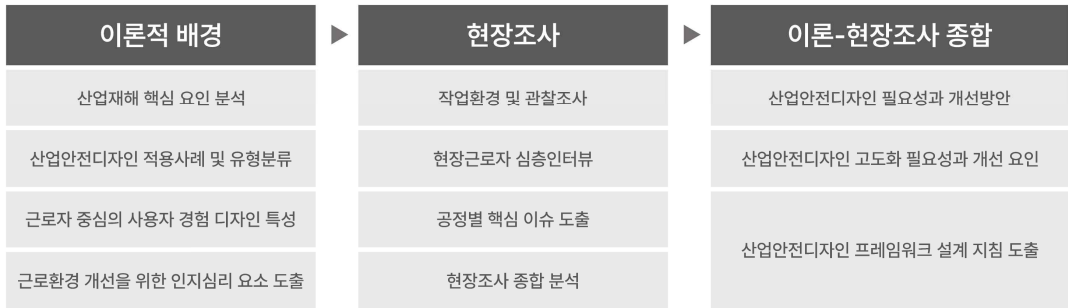 이론적 배경
산업재해 핵심 요인 분석
산업안전디자인 적용사례 및 유형분류
근로자 중심의 사용자 경험 디자인 특성
근로환경 개선을 위한 인지심리 요소 도출
현장조사
작업환경 및 관찰조사
현장근로자 심층인터뷰
공정별 핵심 이슈 도출
현장조사 종합 분석
이론-현장조사 종합
산업안전디자인 필요성과 개선방안
산업안전디자인 고도화 필요성과 개선 요인
산업안전디자인 프레임워크 설계 지침 도출